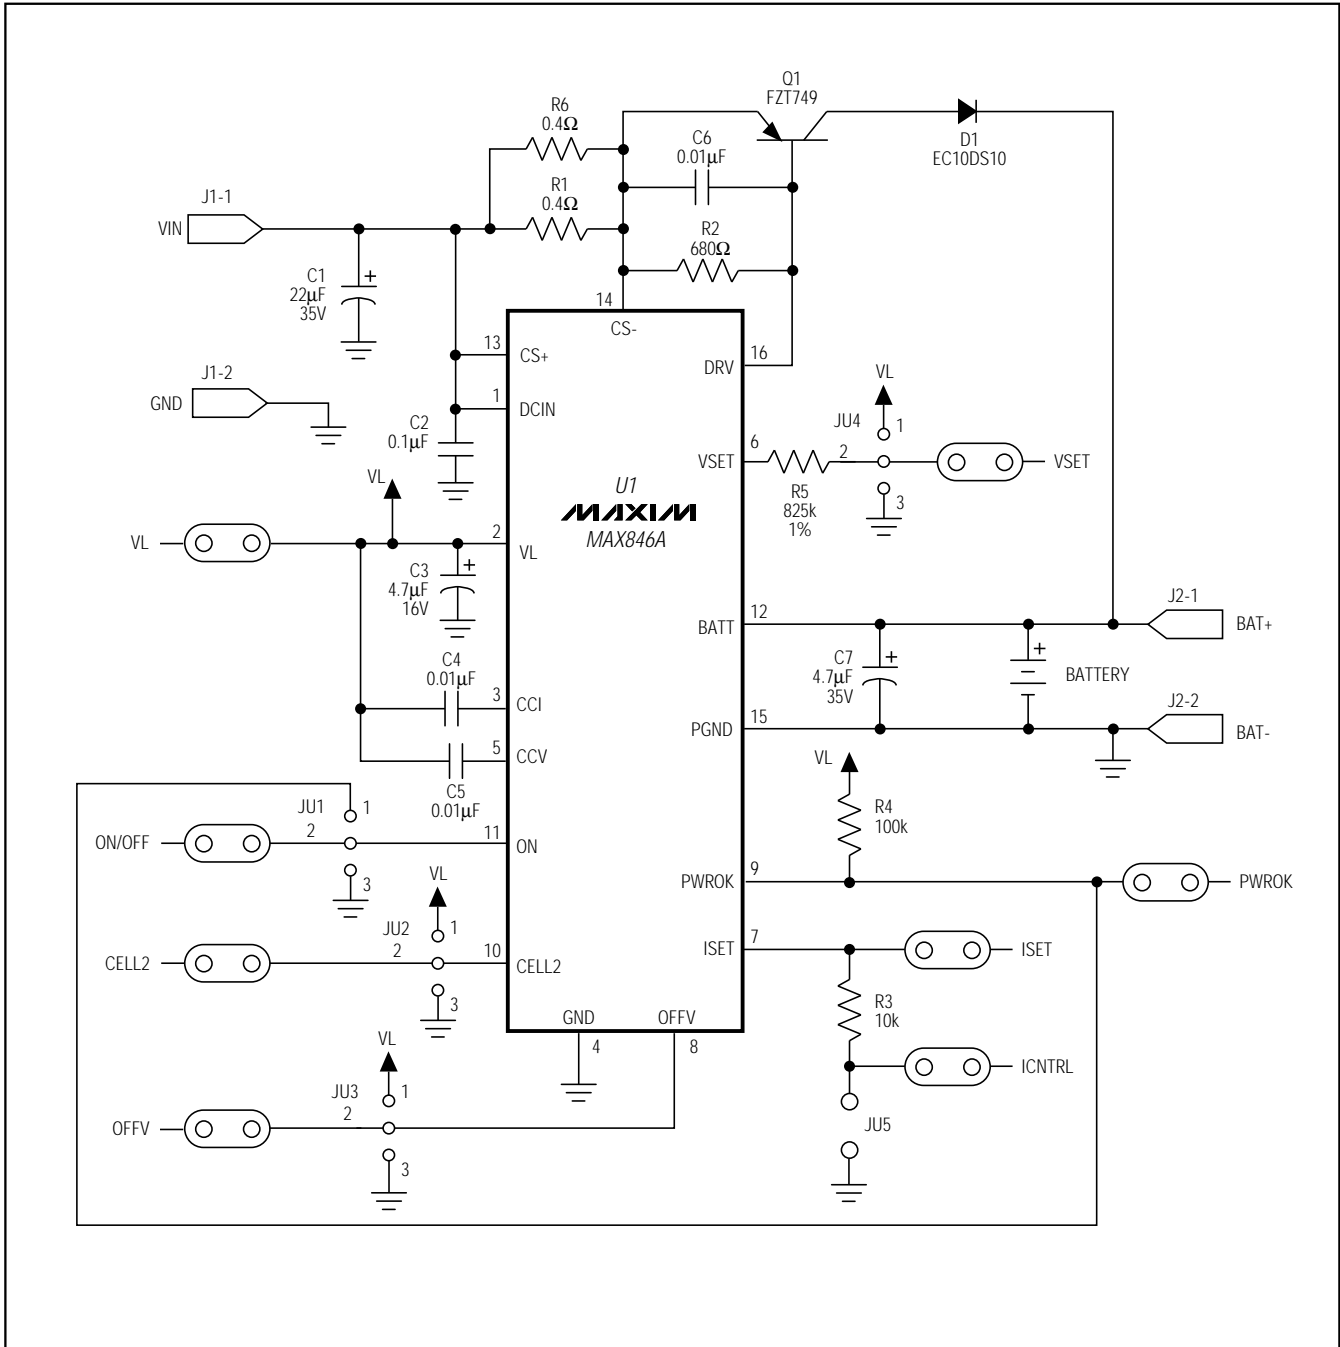 Q1
FZT749
R6
0.4Ω
C6
0.01μF
D1
EC10DS10
J1-1
VIN
R1
0.4Ω
R2
680Ω
C1
+
22μF
35V
14
CS-
13
CS+
DRV
16
J1-2
GND
1
DCIN
C2
0.1μF
VL
JU4
1
6
VSET
2
VSET
R5
825k
1%
3
VL
U1
MAXIM
MAX846A
VL
2
VL
C3
+
4.7μF
16V
12
BATT
J2-1
BAT+
C4
0.01μF
C7
+
4.7μF
35V
+
BATTERY
3
CCI
15
PGND
J2-2
BAT-
5
CCV
C5
0.01μF
VL
R4
100k
JU1
1
2
ON/OFF
11
ON
3
9
PWROK
PWROK
VL
JU2
1
2
CELL2
10
CELL2
3
7
ISET
ISET
R3
10k
GND
OFFV
4
8
ICNTRL
VL
JU3
1
2
OFFV
3
JU5